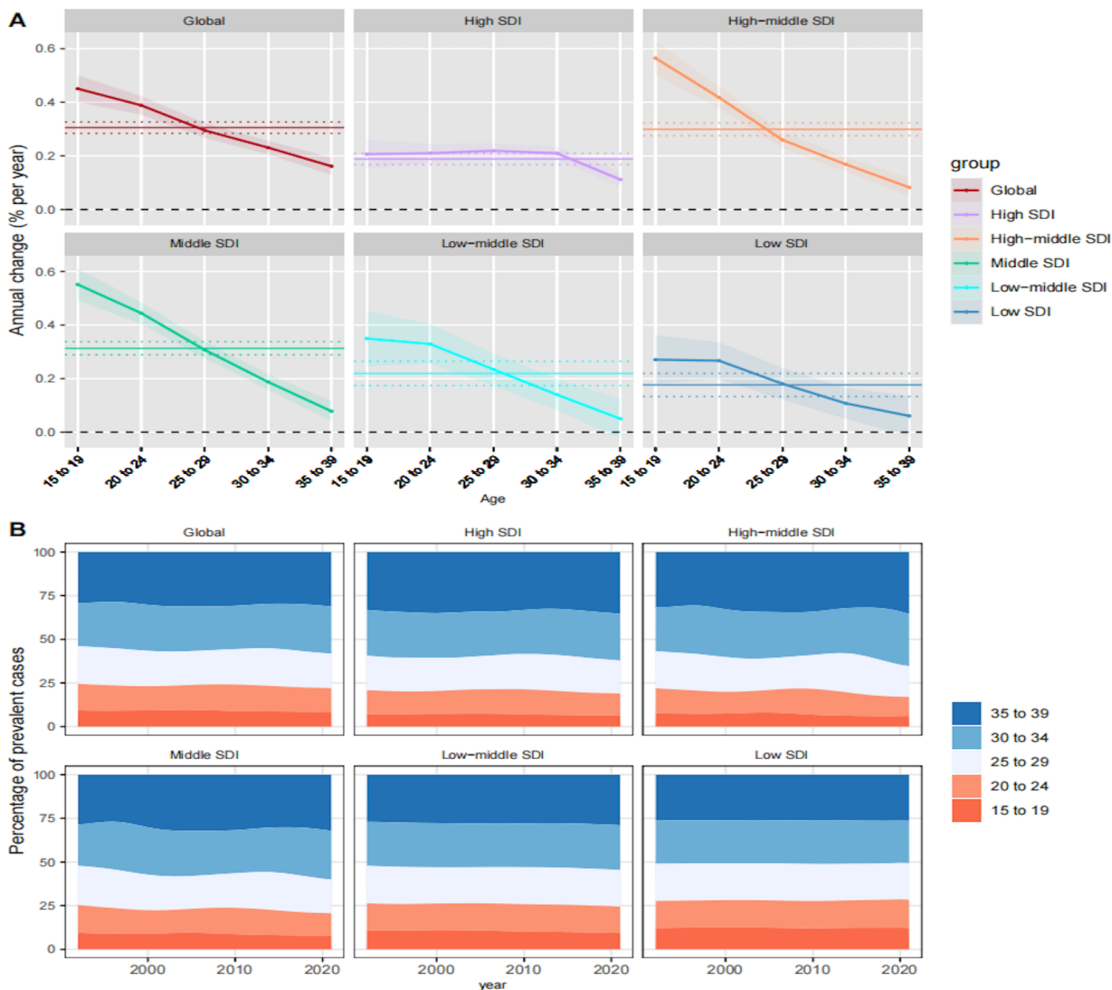 A
Global
High SDI
High−middle SDI
0.6
0.4
0.2
0.0
Middle SDI
Low−middle SDI
Low SDI
0.6
0.4
0.2
0.0
Annual change (% per year)
15 to 19
20 to 24
25 to 29
30 to 34
35 to 39
15 to 19
20 to 24
25 to 29
30 to 34
35 to 39
15 to 19
20 to 24
25 to 29
30 to 34
35 to 39
Age
group
Global
High SDI
High−middle SDI
Middle SDI
Low−middle SDI
Low SDI
B
Global
High SDI
High−middle SDI
100
75
50
25
0
Middle SDI
Low−middle SDI
Low SDI
100
75
50
25
0
Percentage of prevalent cases
2000
2010
2020
2000
2010
2020
2000
2010
2020
year
35 to 39
30 to 34
25 to 29
20 to 24
15 to 19